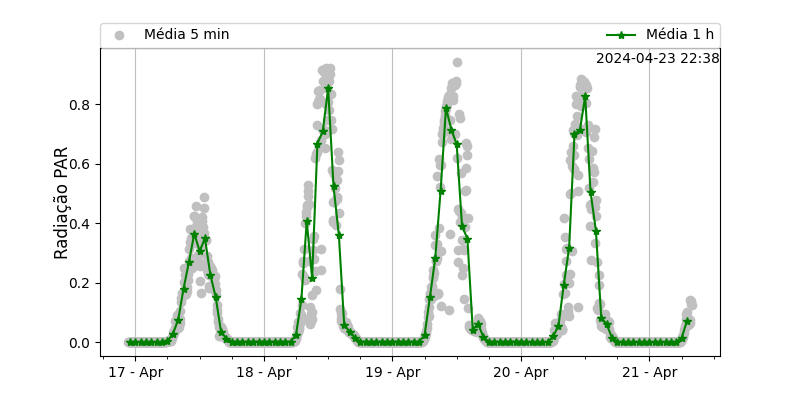 Média 5 min
Média 1 h
2024-04-23 22:38
Radiação PAR
0.8
0.6
0.4
0.2
0.0
17 - Apr
18 - Apr
19 - Apr
20 - Apr
21 - Apr